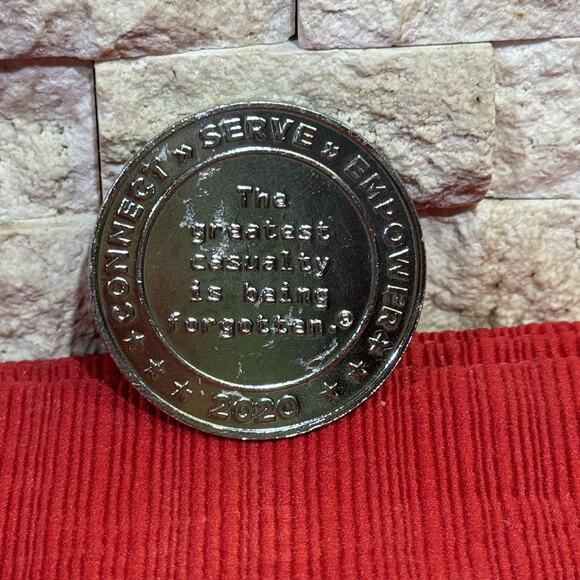 CONNECT » SERVE » EMPOWER
The
greatest
casualty
is being
forgotten.®
2020